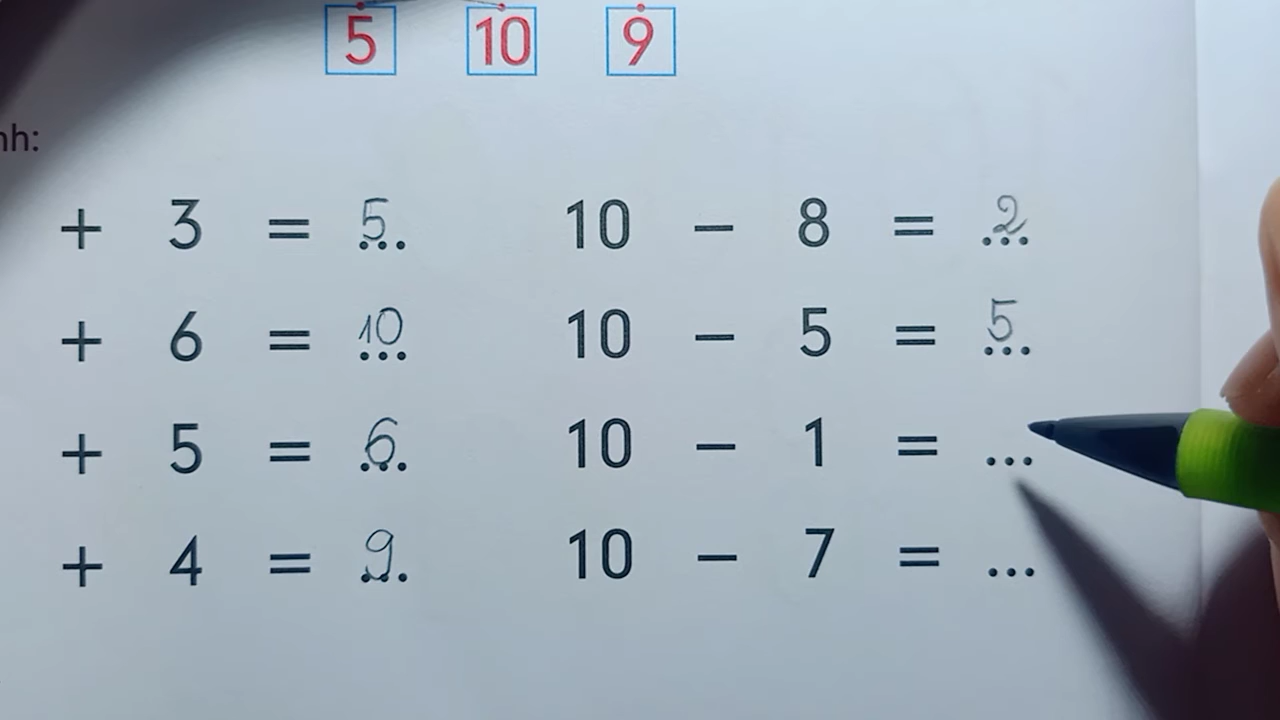 5 10 9
nh:
+ 3 = 5... 10 - 8 = 2...
+ 6 = 10... 10 - 5 = 5...
+ 5 = 6... 10 - 1 = ...
+ 4 = 9... 10 - 7 = ...